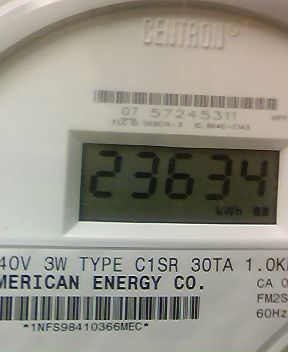 CENTRON®
07 57245311
23634
kWh
40V 3W TYPE C1SR 30TA 1.0K
MERICAN ENERGY CO.
CA 0
FM2S
60Hz
*1NFS98410366MEC*